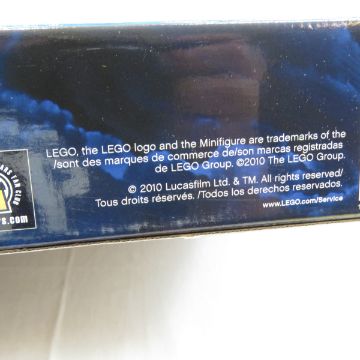 LEGO, the LEGO logo and the Minifigure are trademarks of the
/sont des marques de commerce de/son marcas registradas
de LEGO Group. ©2010 The LEGO Group.
© 2010 Lucasfilm Ltd. & TM. All rights reserved.
Tous droits réservés. /Todos los derechos reservados.
www.LEGO.com/Service
s.com